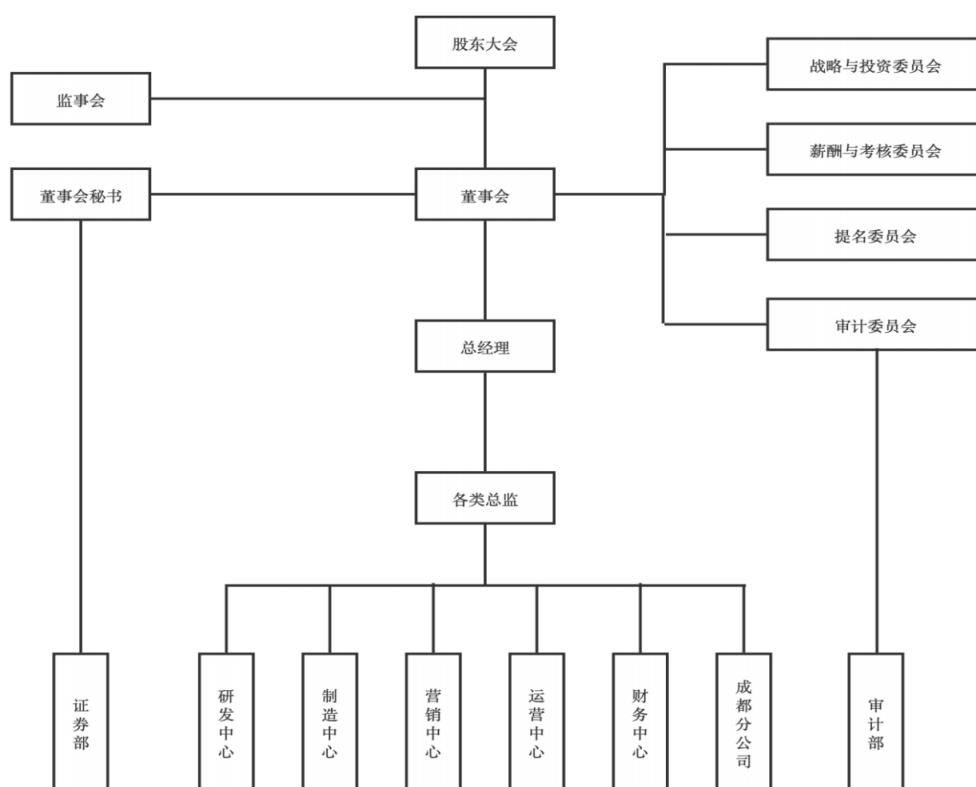 股东大会
战略与投资委员会
监事会
薪酬与考核委员会
董事会秘书
董事会
提名委员会
审计委员会
总经理
各类总监
证券部
研发中心
制造中心
营销中心
运营中心
财务中心
成都分公司
审计部